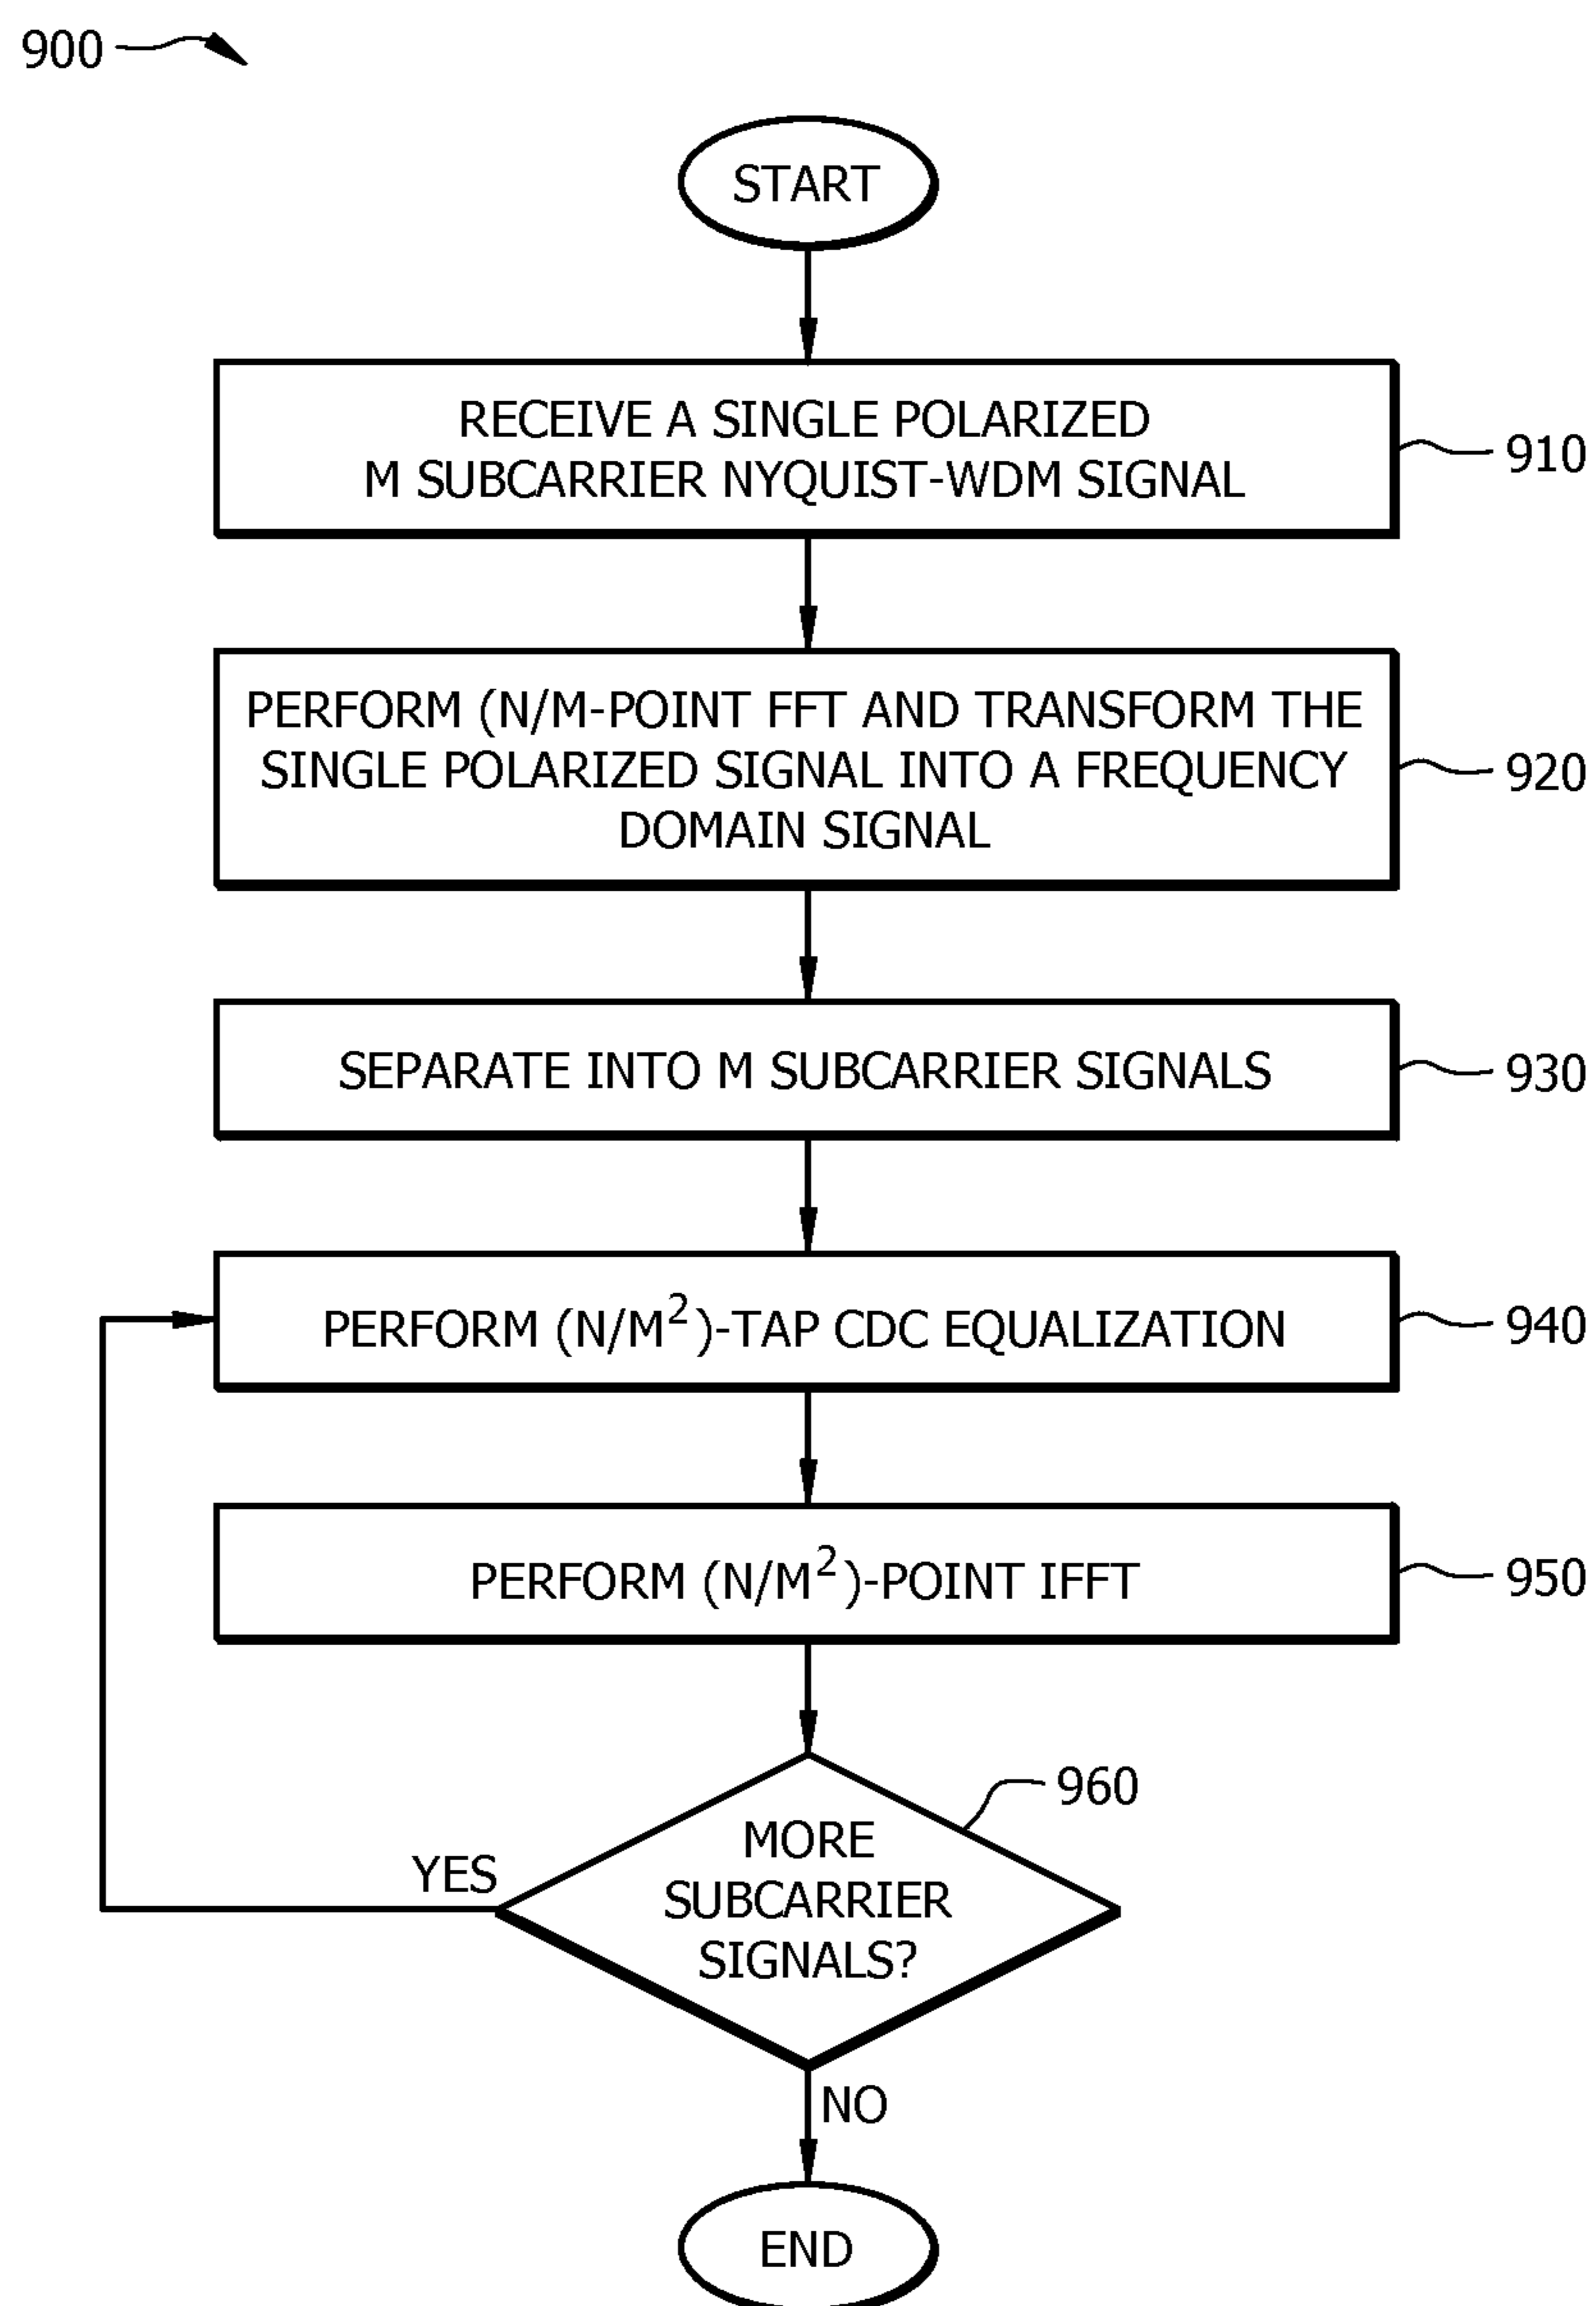 900
START
RECEIVE A SINGLE POLARIZED
M SUBCARRIER NYQUIST-WDM SIGNAL
910
PERFORM (N/M-POINT FFT AND TRANSFORM THE
SINGLE POLARIZED SIGNAL INTO A FREQUENCY
DOMAIN SIGNAL
920
SEPARATE INTO M SUBCARRIER SIGNALS
930
PERFORM (N/M²)-TAP CDC EQUALIZATION
940
PERFORM (N/M²)-POINT IFFT
950
960
MORE
SUBCARRIER
SIGNALS?
YES
NO
END